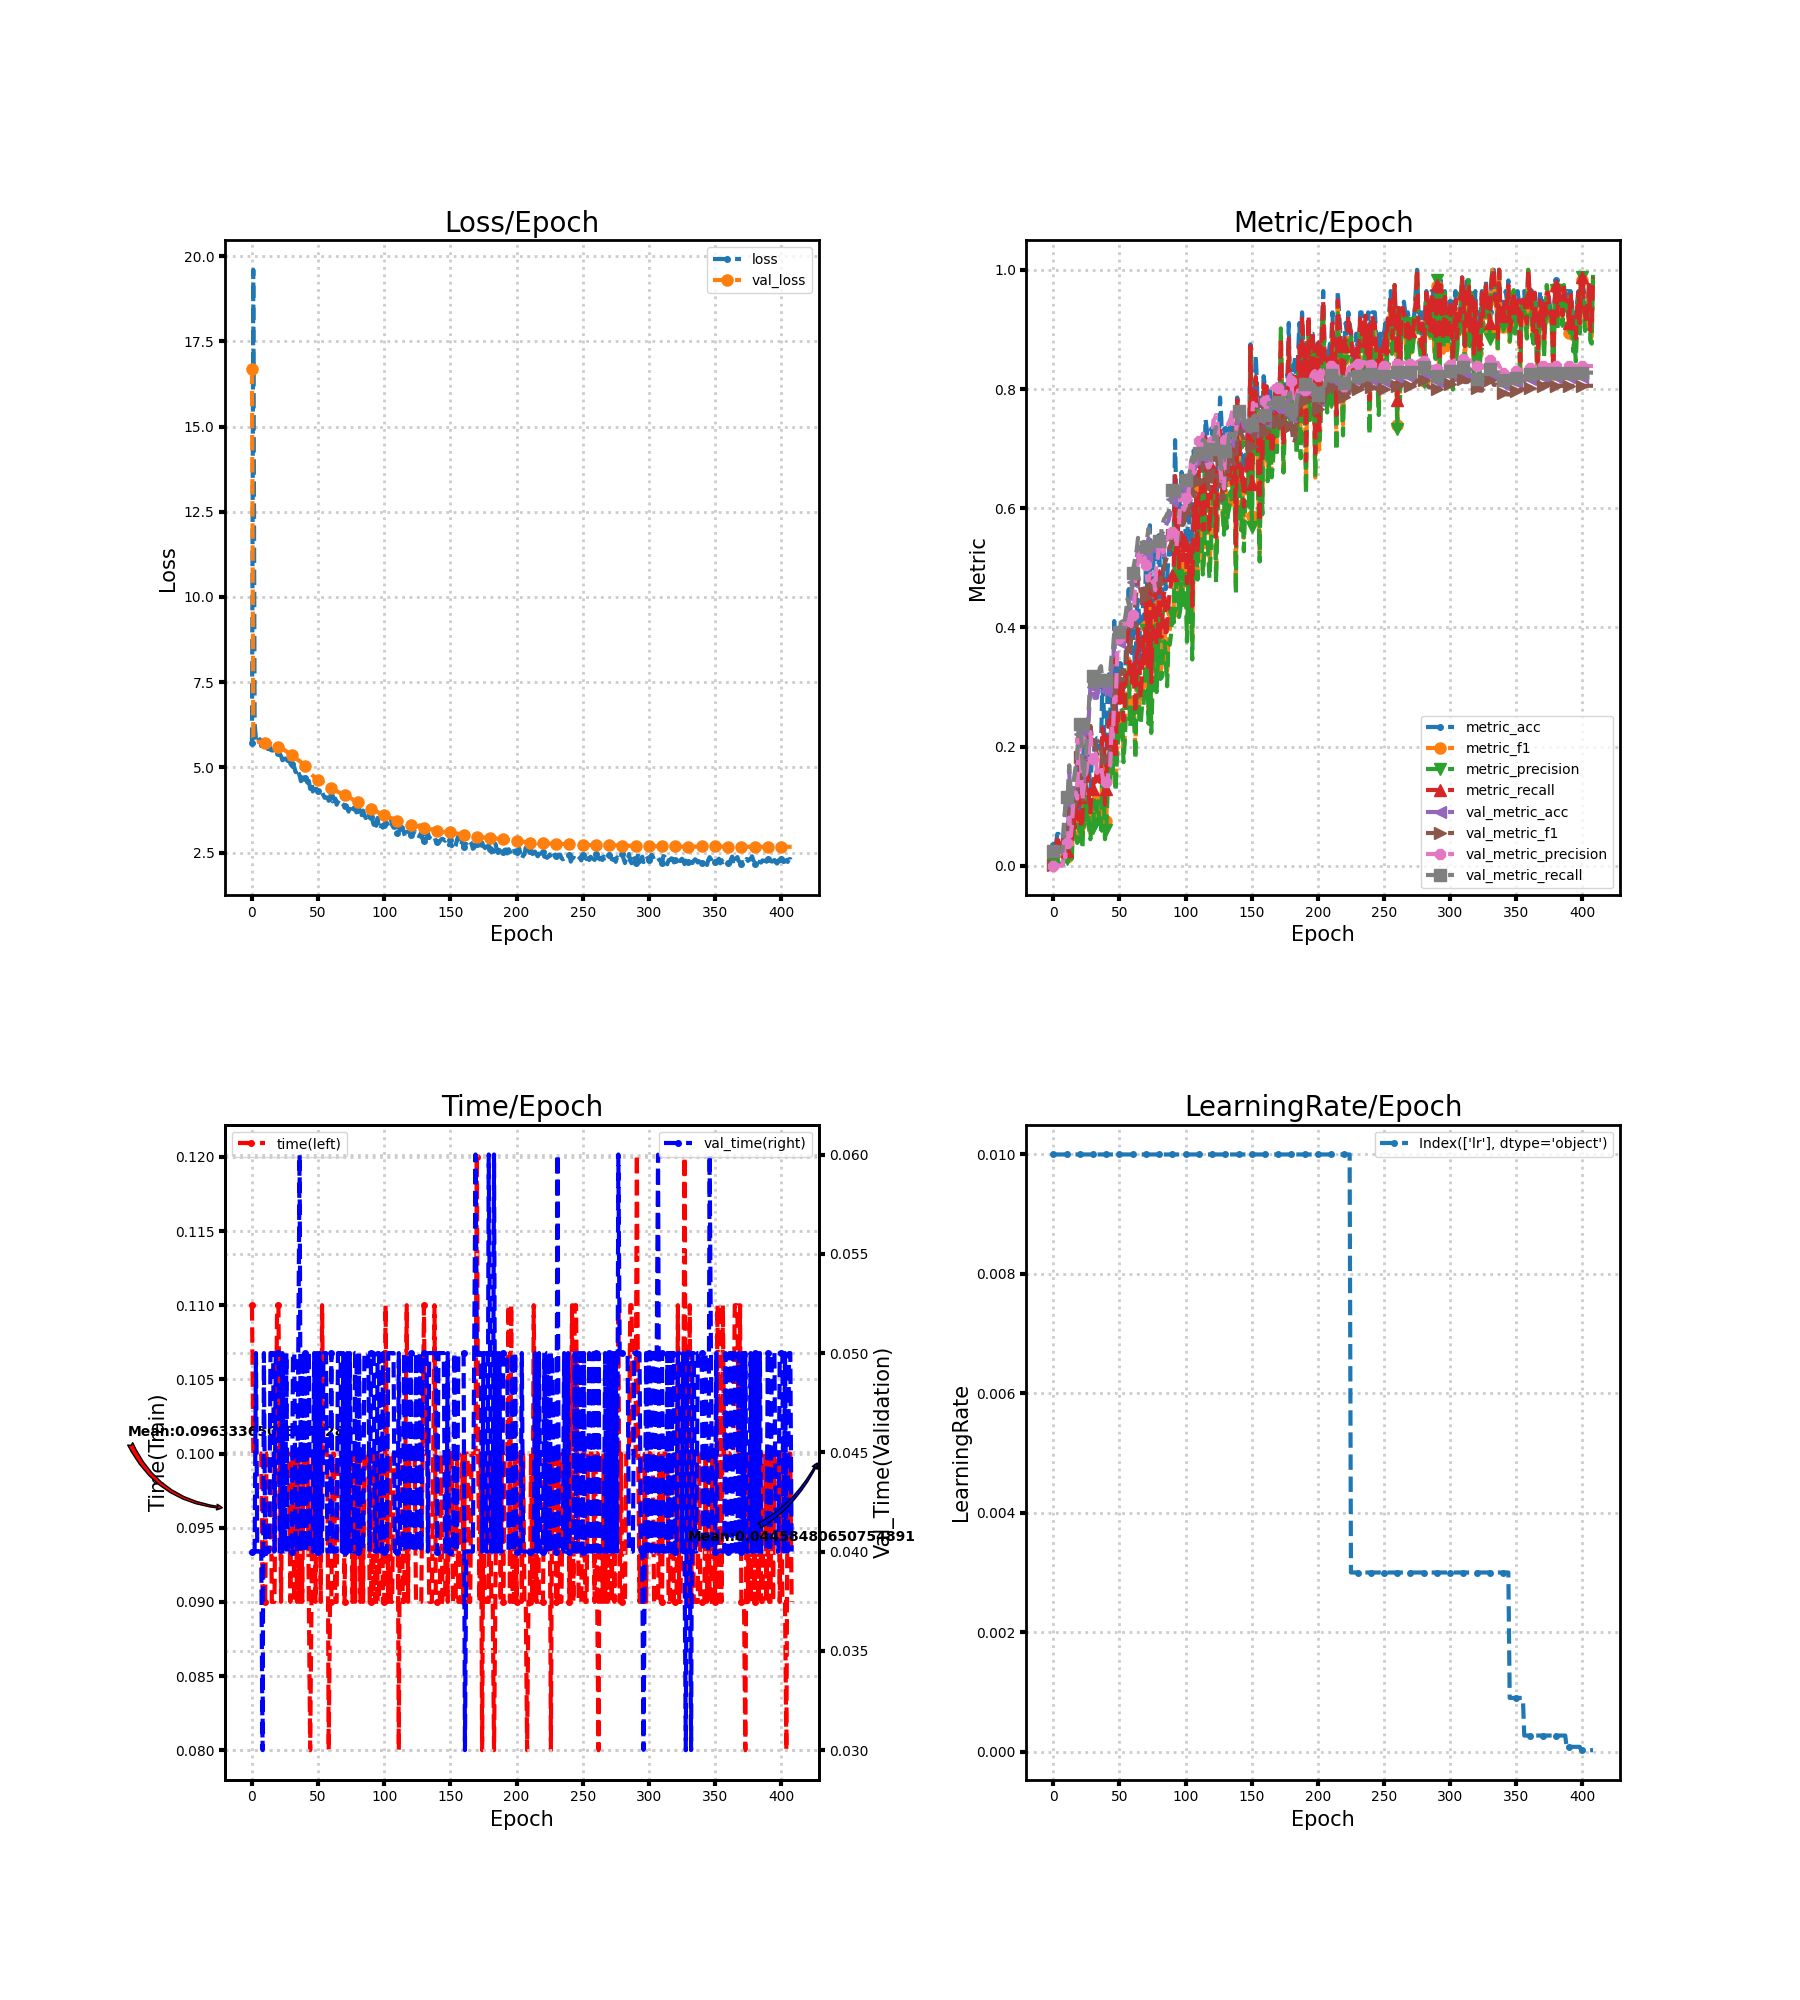 Loss/Epoch
20.0
17.5
15.0
12.5
10.0
7.5
5.0
2.5
Loss
loss
val_loss
0 50 100 150 200 250 300 350 400
Epoch
Metric/Epoch
1.0
0.8
0.6
0.4
0.2
0.0
Metric
metric_acc
metric_f1
metric_precision
metric_recall
val_metric_acc
val_metric_f1
val_metric_precision
val_metric_recall
0 50 100 150 200 250 300 350 400
Epoch
Time/Epoch
time(left)
val_time(right)
0.120
0.115
0.110
0.105
0.100
0.095
0.090
0.085
0.080
Time(Train)
0.060
0.055
0.050
0.045
0.040
0.035
0.030
Val_Time(Validation)
Mean:0.04458480650754891
0 50 100 150 200 250 300 350 400
Epoch
LearningRate/Epoch
Index(['lr'], dtype='object')
0.010
0.008
0.006
0.004
0.002
0.000
LearningRate
0 50 100 150 200 250 300 350 400
Epoch